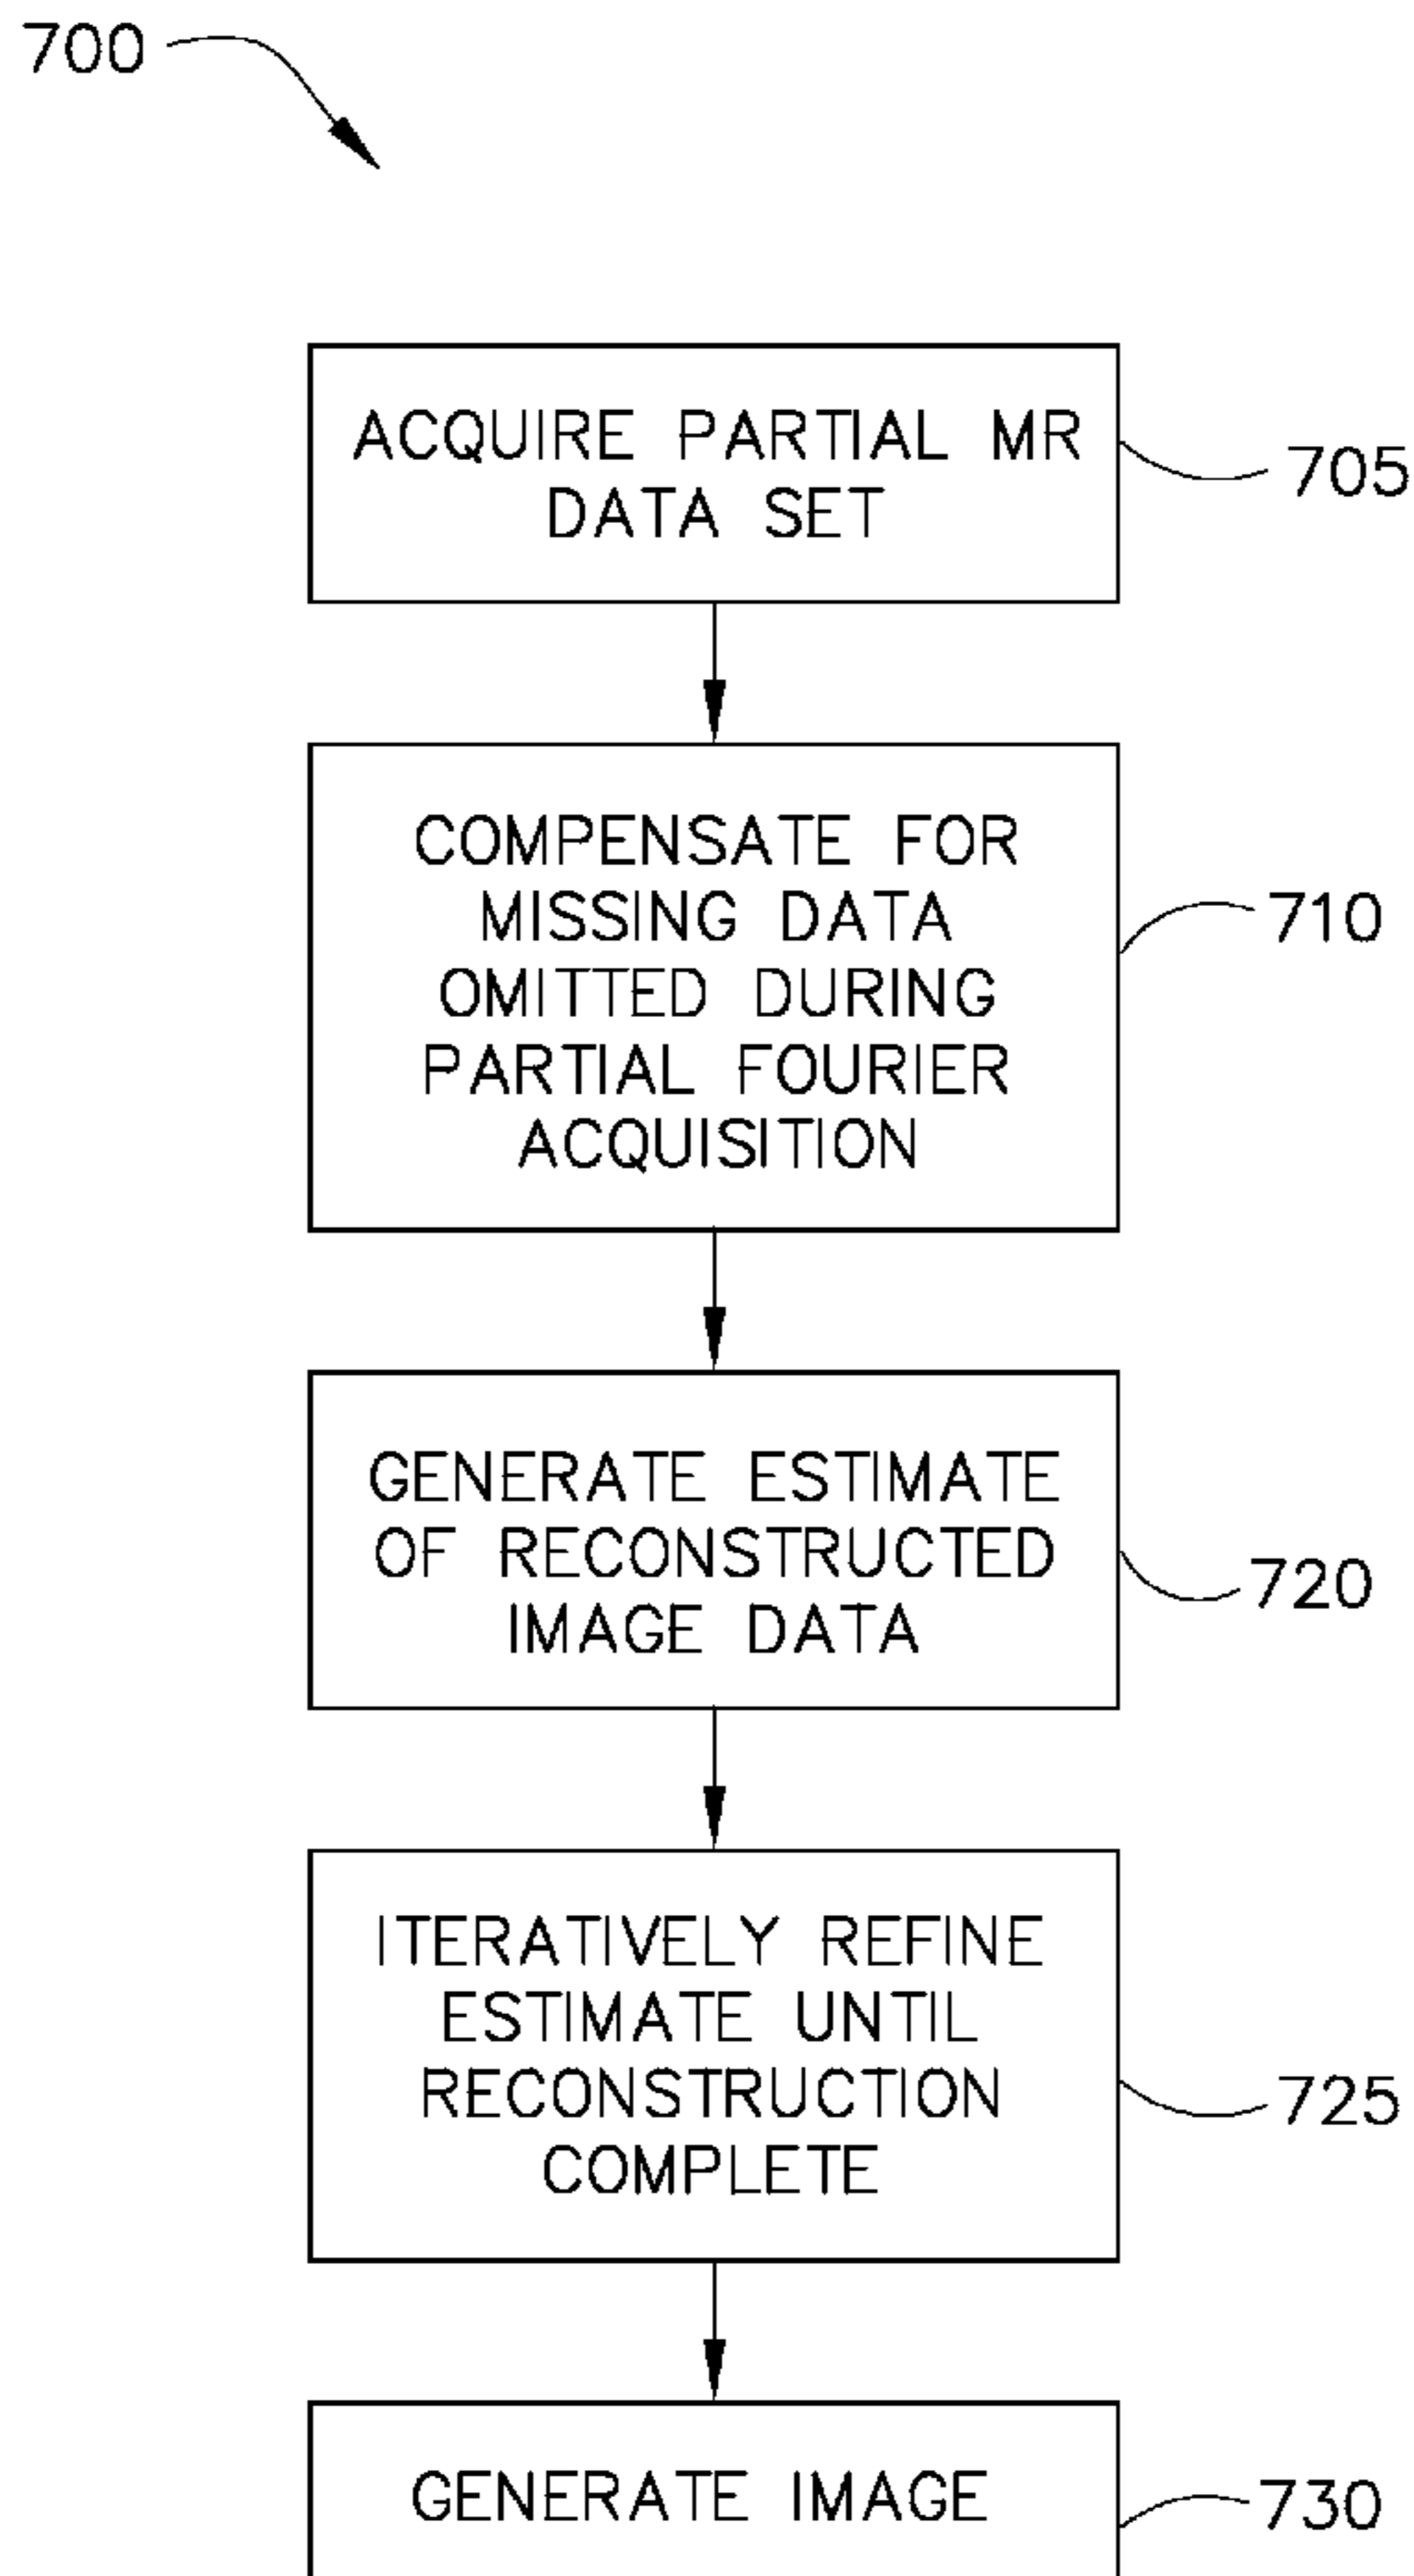 700
ACQUIRE PARTIAL MR
DATA SET
705
COMPENSATE FOR
MISSING DATA
OMITTED DURING
PARTIAL FOURIER
ACQUISITION
710
GENERATE ESTIMATE
OF RECONSTRUCTED
IMAGE DATA
720
ITERATIVELY REFINE
ESTIMATE UNTIL
RECONSTRUCTION
COMPLETE
725
GENERATE IMAGE
730